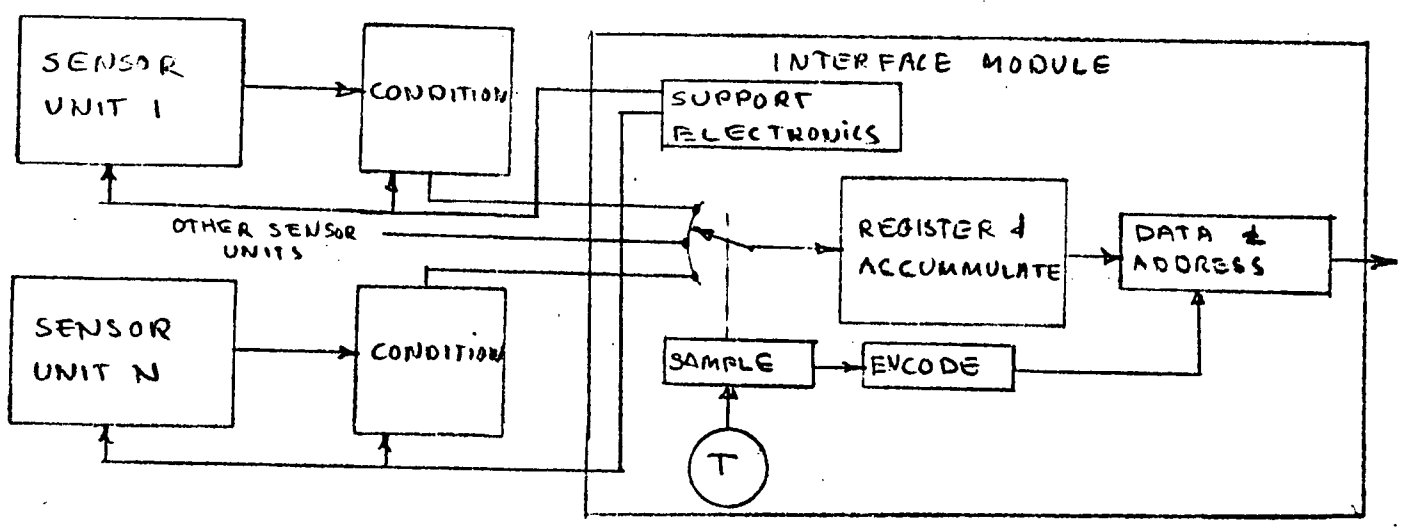 SENSOR
UNIT 1
CONDITION
INTERFACE MODULE
SUPPORT
ELECTRONICS
OTHER SENSOR
UNITS
REGISTER &
ACCUMMULATE
DATA &
ADDRESS
SENSOR
UNIT N
CONDITION
SAMPLE
ENCODE
T